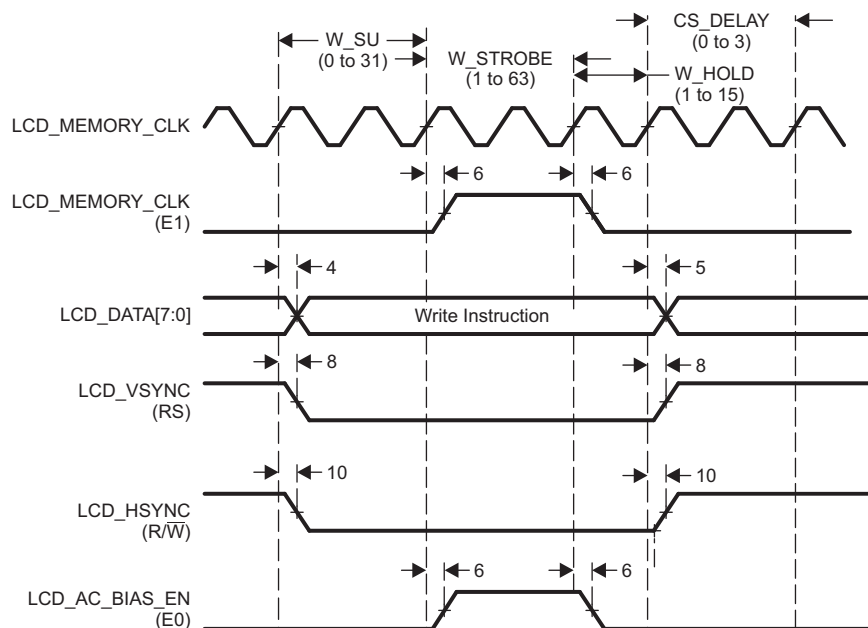 CS_DELAY
(0 to 3)
W_SU
(0 to 31)
W_STROBE
(1 to 63)
W_HOLD
(1 to 15)
LCD_MEMORY_CLK
6
6
LCD_MEMORY_CLK
(E1)
4
5
LCD_DATA[7:0]
Write Instruction
8
8
LCD_VSYNC
(RS)
10
10
LCD_HSYNC
(R/W̅)
6
6
LCD_AC_BIAS_EN
(E0)